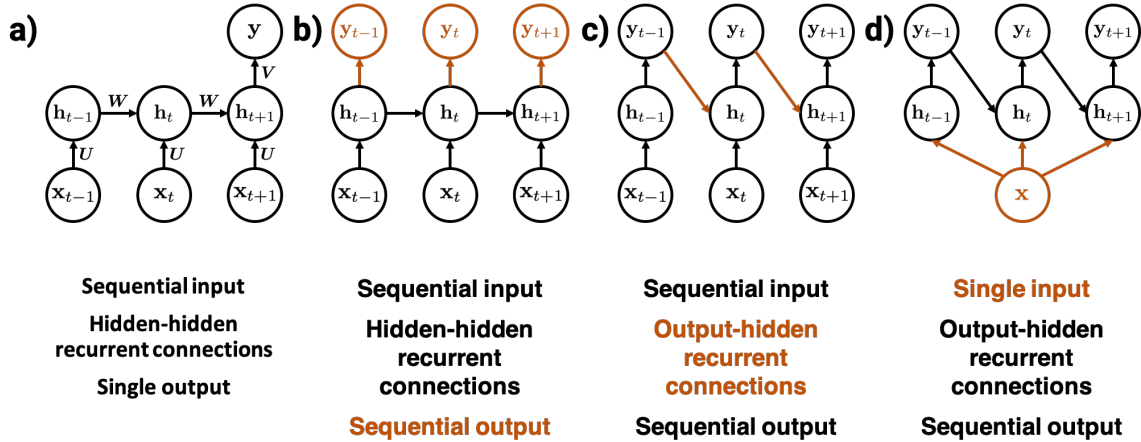 a)
y
V
W
W
h_{t-1}
h_t
h_{t+1}
U
U
U
x_{t-1}
x_t
x_{t+1}
Sequential input
Hidden-hidden
recurrent connections
Single output
b)
y_{t-1}
y_t
y_{t+1}
h_{t-1}
h_t
h_{t+1}
x_{t-1}
x_t
x_{t+1}
Sequential input
Hidden-hidden
recurrent
connections
Sequential output
c)
y_{t-1}
y_t
y_{t+1}
h_{t-1}
h_t
h_{t+1}
x_{t-1}
x_t
x_{t+1}
Sequential input
Output-hidden
recurrent
connections
Sequential output
d)
y_{t-1}
y_t
y_{t+1}
h_{t-1}
h_t
h_{t+1}
x
Single input
Output-hidden
recurrent
connections
Sequential output